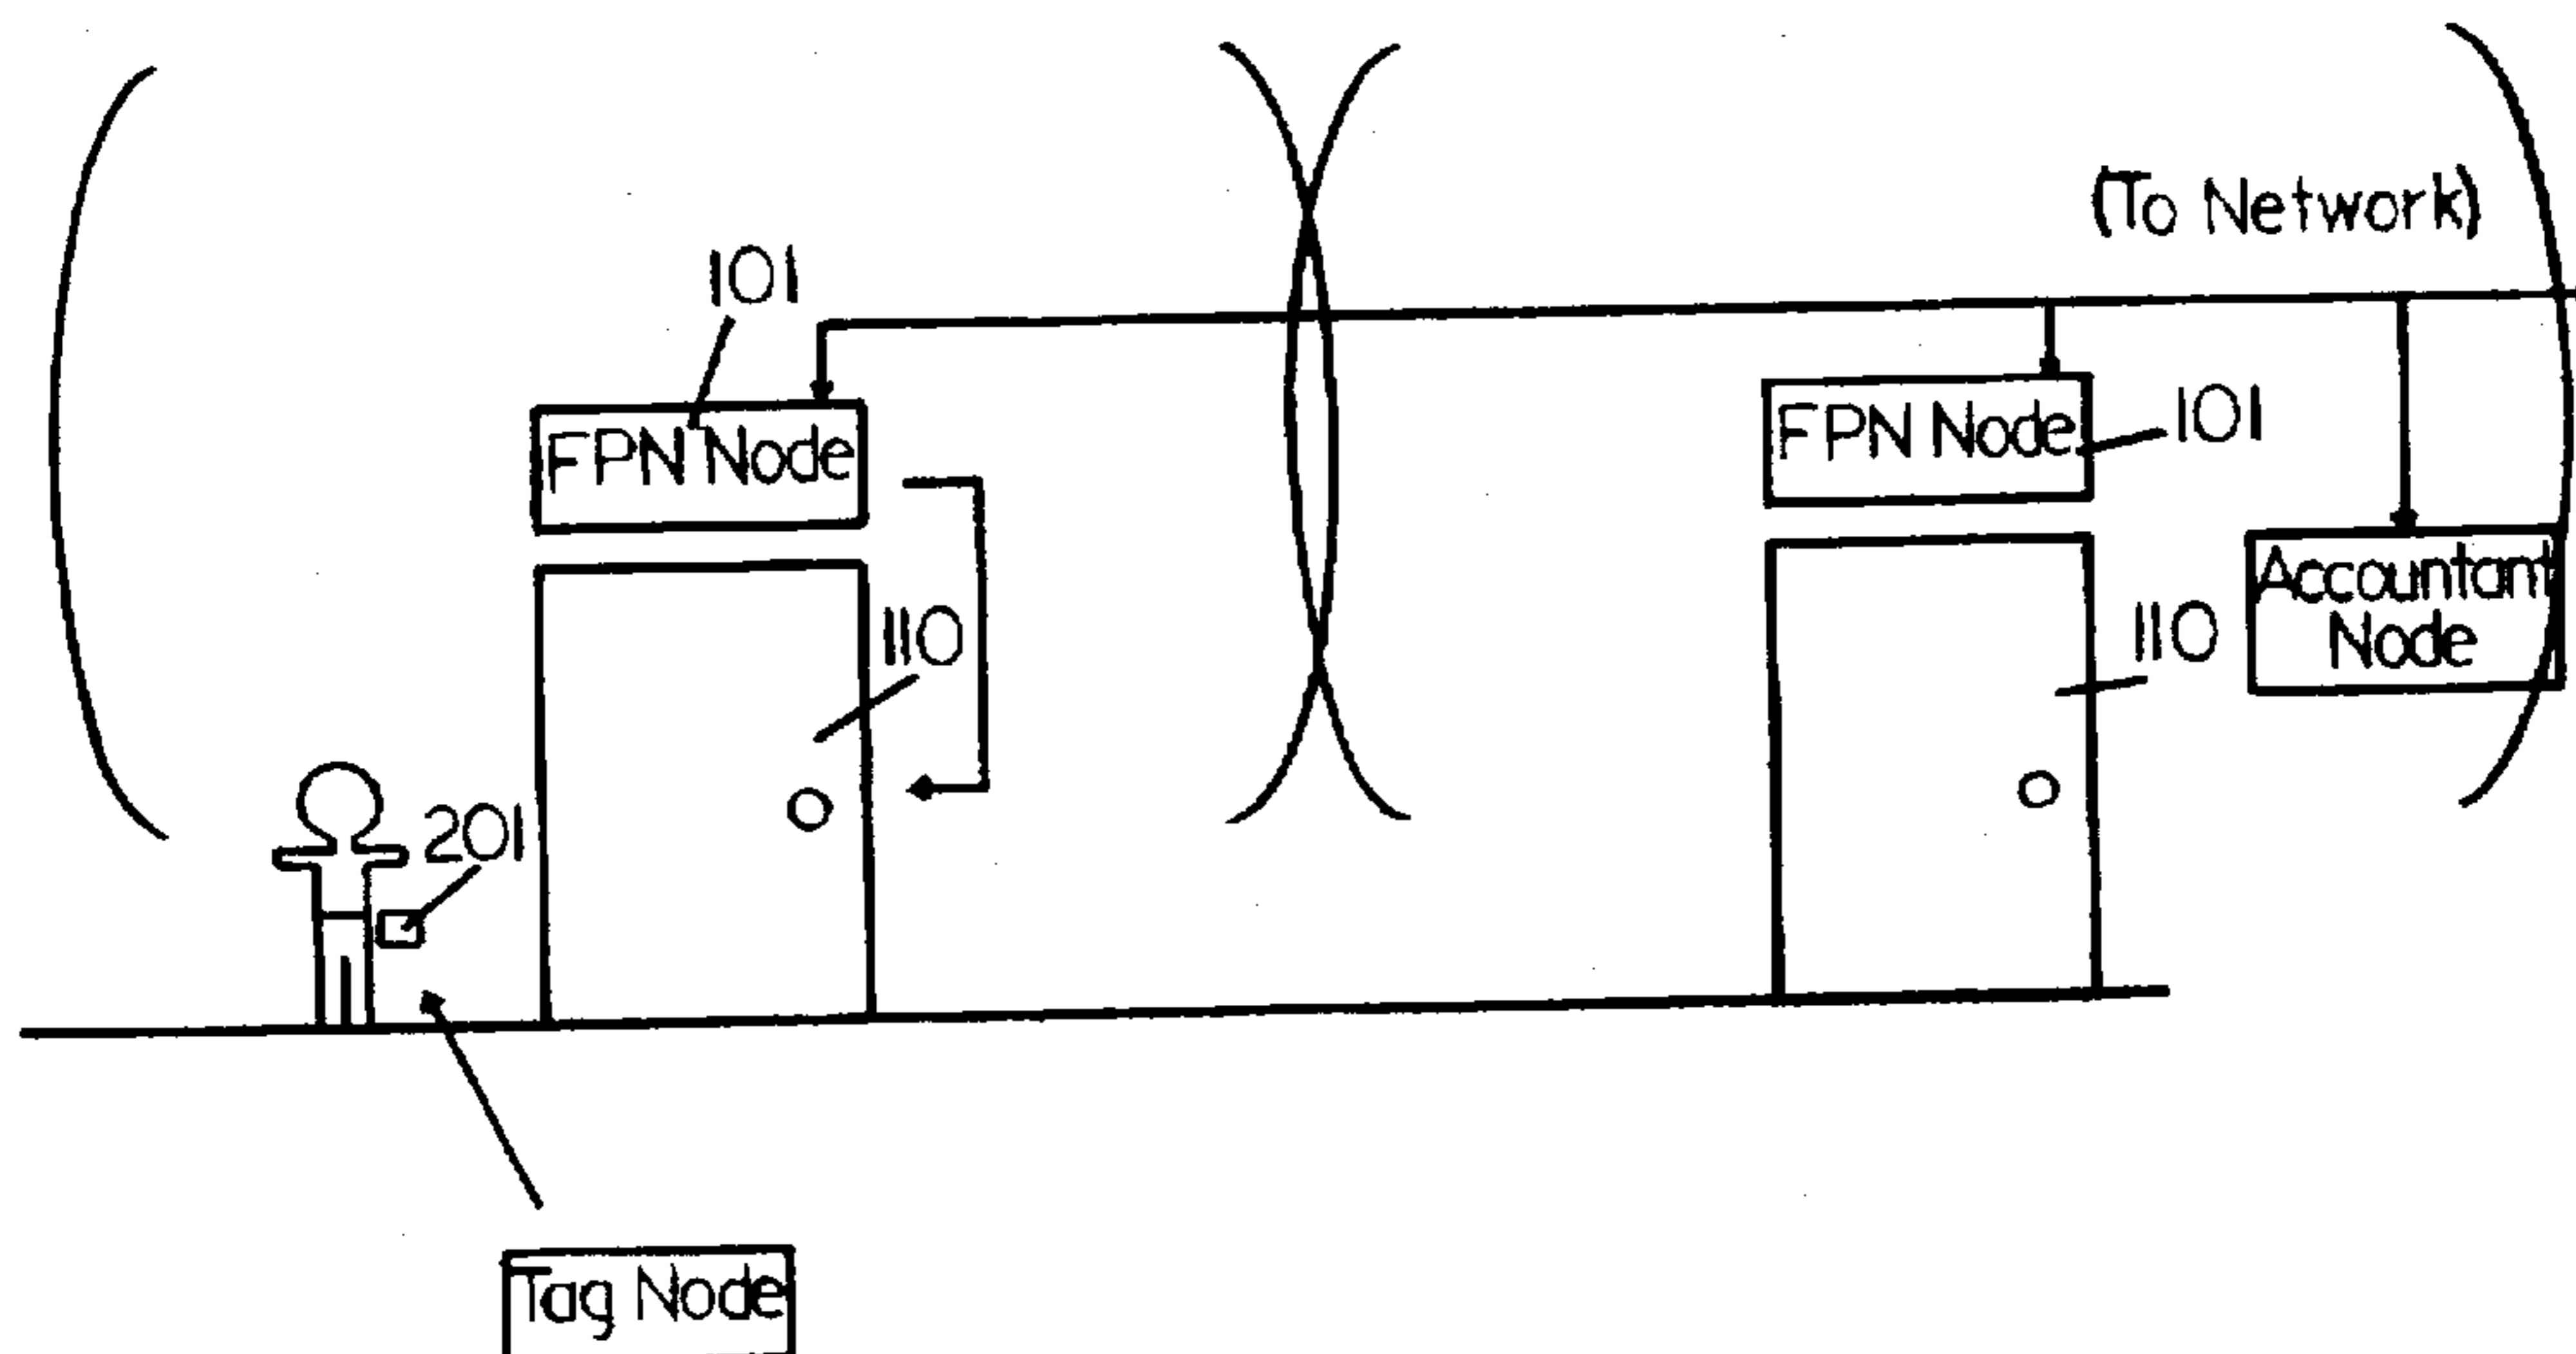 (To Network)
101
FPN Node
FPN Node
101
110
Accountant
Node
110
201
Tag Node